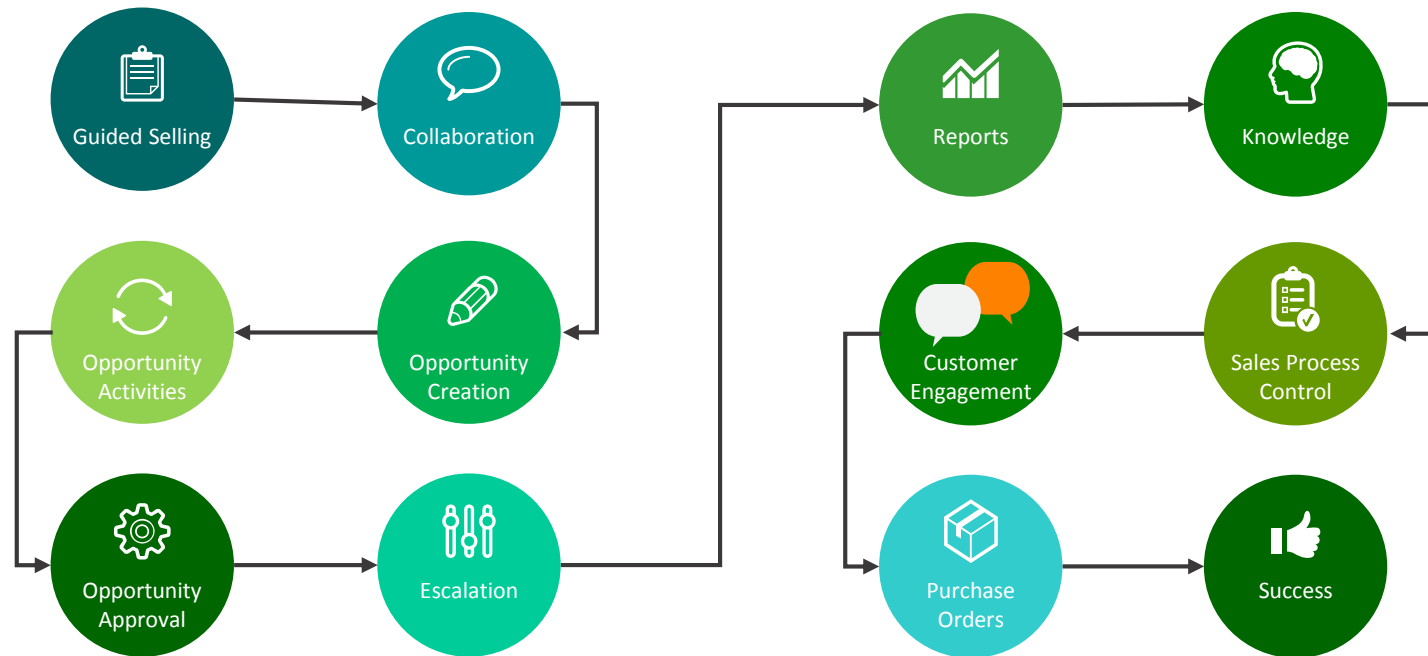 Guided Selling
Collaboration
Opportunity
Creation
Opportunity
Activities
Opportunity
Approval
Escalation
Reports
Knowledge
Sales Process
Control
Customer
Engagement
Purchase
Orders
Success